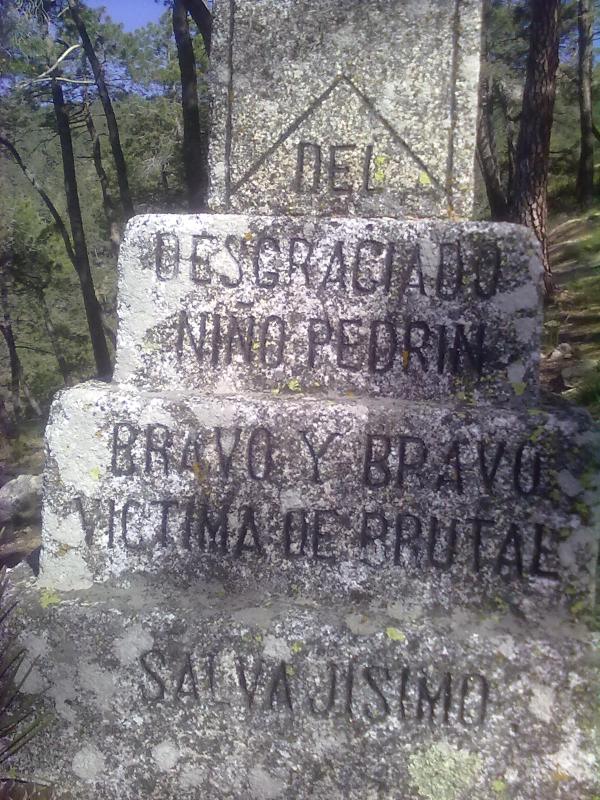 DEL
DESGRACIADO
NIÑO PEDRIN
BRAVO Y BRAVO
VICTIMA DE BRUTAL
SALVAJISIMO